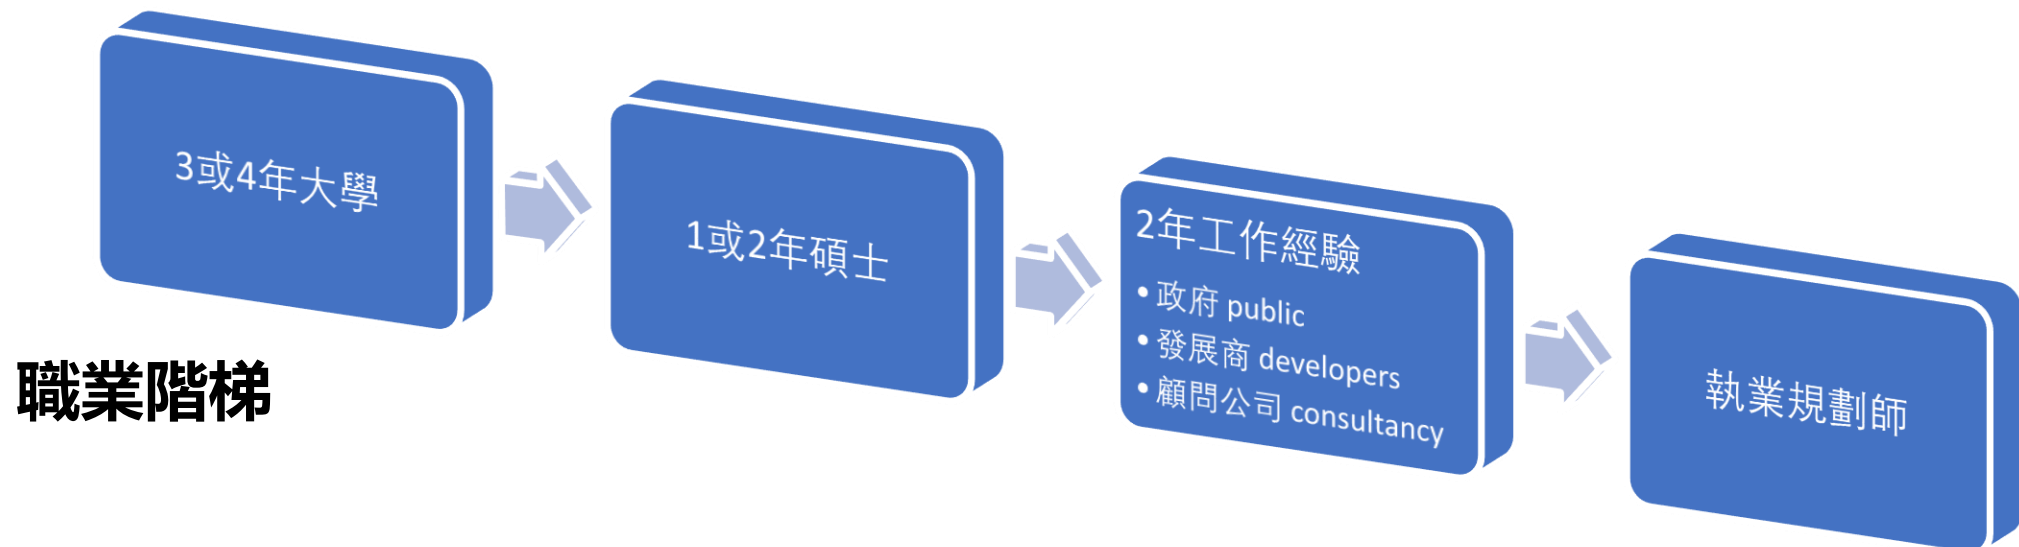 3或4年大學
1或2年碩士
2年工作經驗
• 政府 public
• 發展商 developers
• 顧問公司 consultancy
執業規劃師
職業階梯